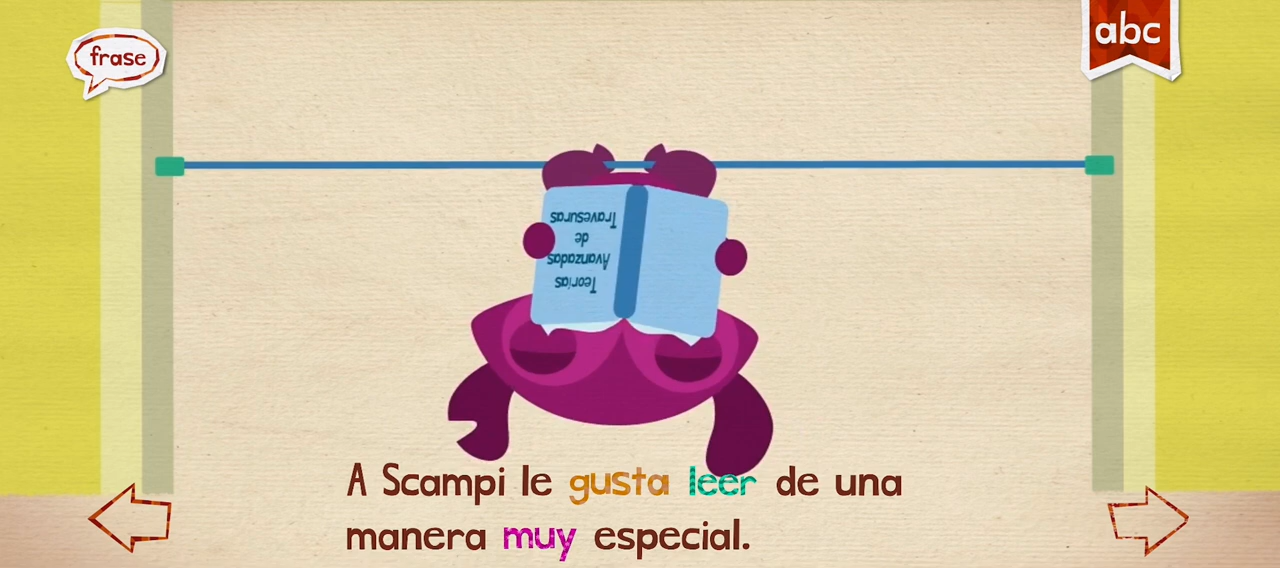 frase
abc
Teorías
Avanzadas
de
Travesuras
A Scampi le gusta leer de una
manera muy especial.